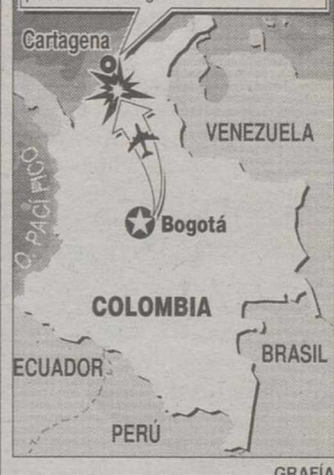 Cartagena
VENEZUELA
O. PACÍFICO
Bogotá
COLOMBIA
ECUADOR
BRASIL
PERÚ
GRAFÍA